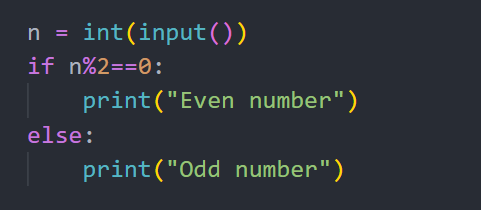 n = int(input())
if n%2==0:
    print("Even number")
else:
    print("Odd number")